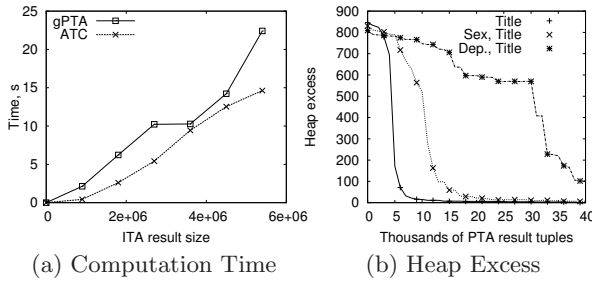 25
20
15
10
5
0
Time, s
gPTA
ATC
0
2e+06
4e+06
6e+06
ITA result size
(a) Computation Time
900
800
700
600
500
400
300
200
100
0
Heap excess
Title
Sex, Title
Dep., Title
0
5
10
15
20
25
30
35
40
Thousands of PTA result tuples
(b) Heap Excess